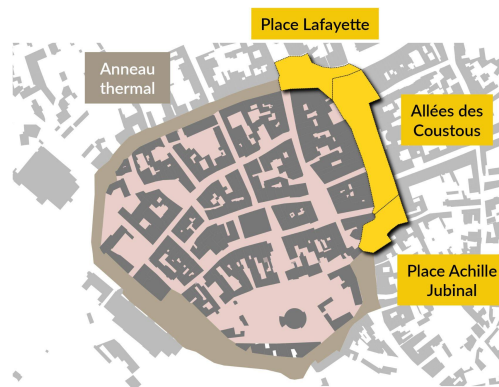 Place Lafayette
Anneau
thermal
Allées des
Coustous
Place Achille
Jubinal